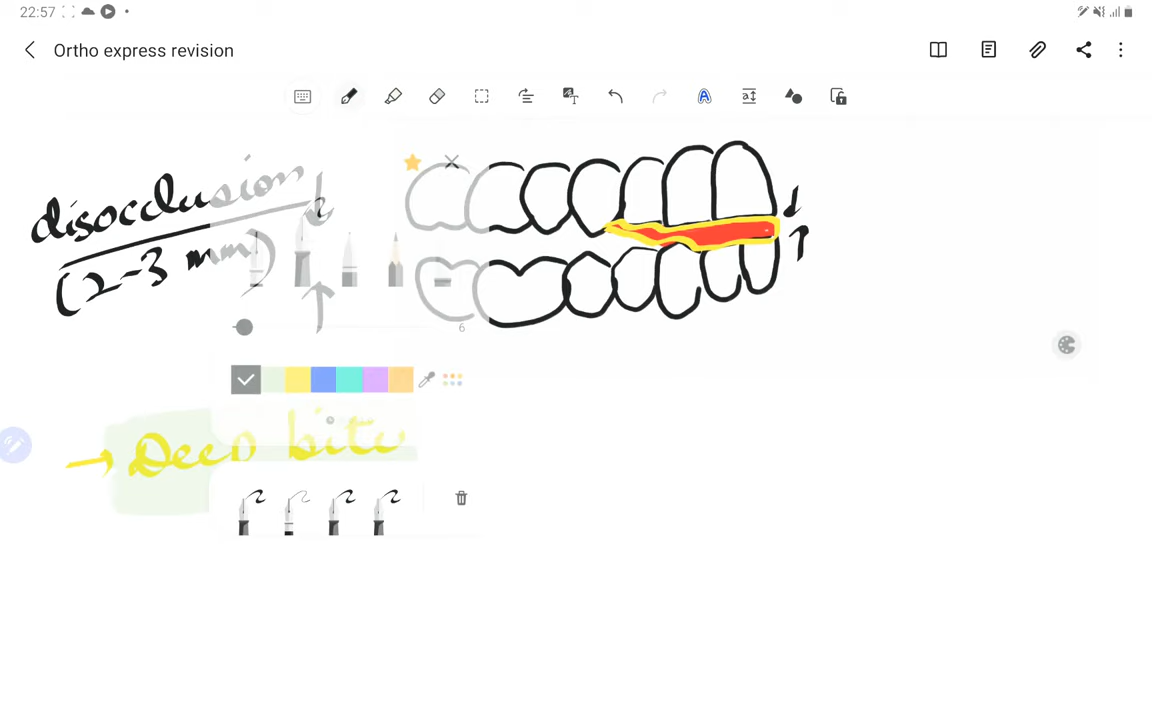 22:57
Ortho express revision
disocclusion
(2-3 mm)
6
→ Deep bite